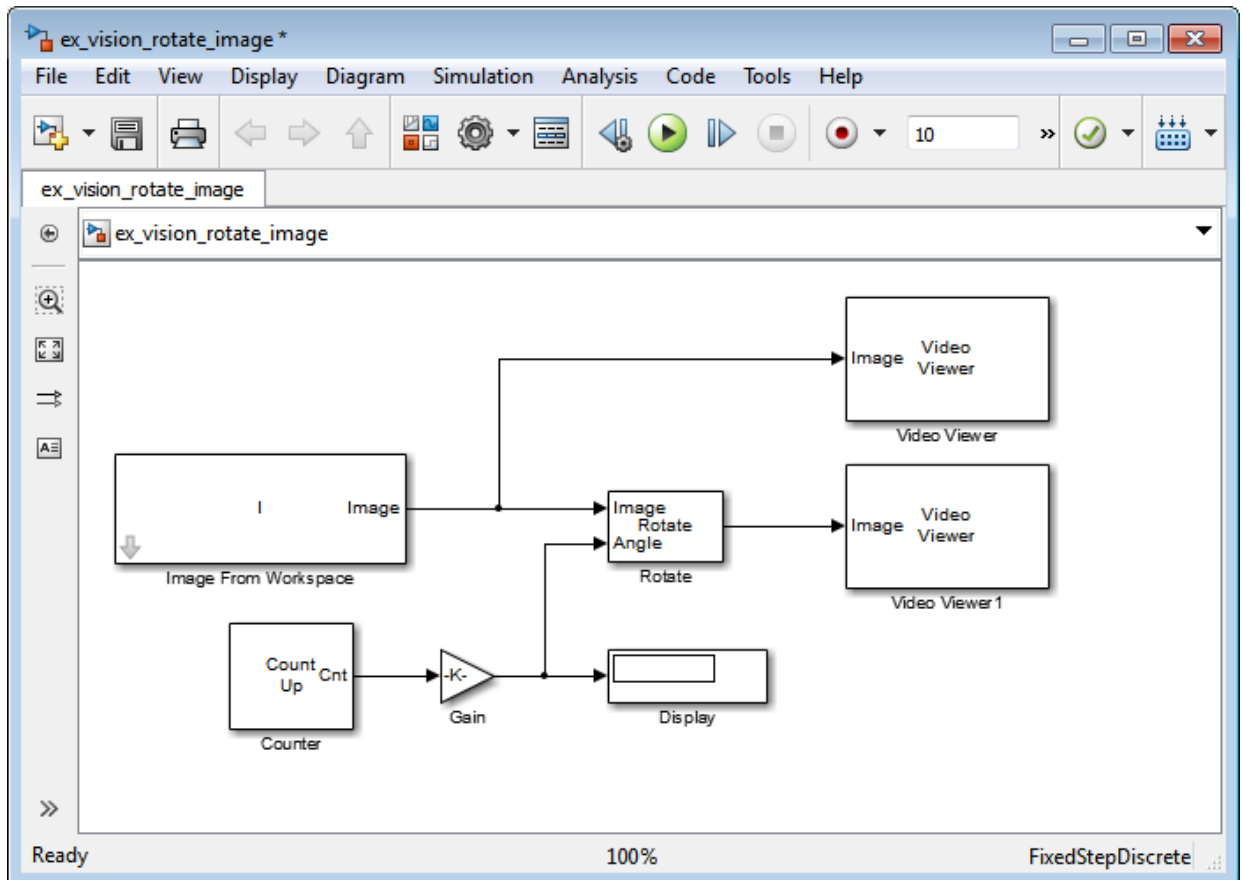 ex_vision_rotate_image *
File Edit View Display Diagram Simulation Analysis Code Tools Help
10 »
ex_vision_rotate_image
ex_vision_rotate_image
Image Video
Viewer
Video Viewer
I Image
Image From Workspace
Image
Rotate
Angle
Rotate
Image Video
Viewer
Video Viewer1
Count
Up
Cnt
Counter
-K-
Gain
Display
A
»
Ready 100% FixedStepDiscrete